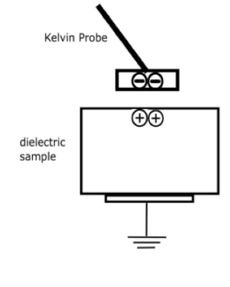 Kelvin Probe
− −
+ +
dielectric
sample